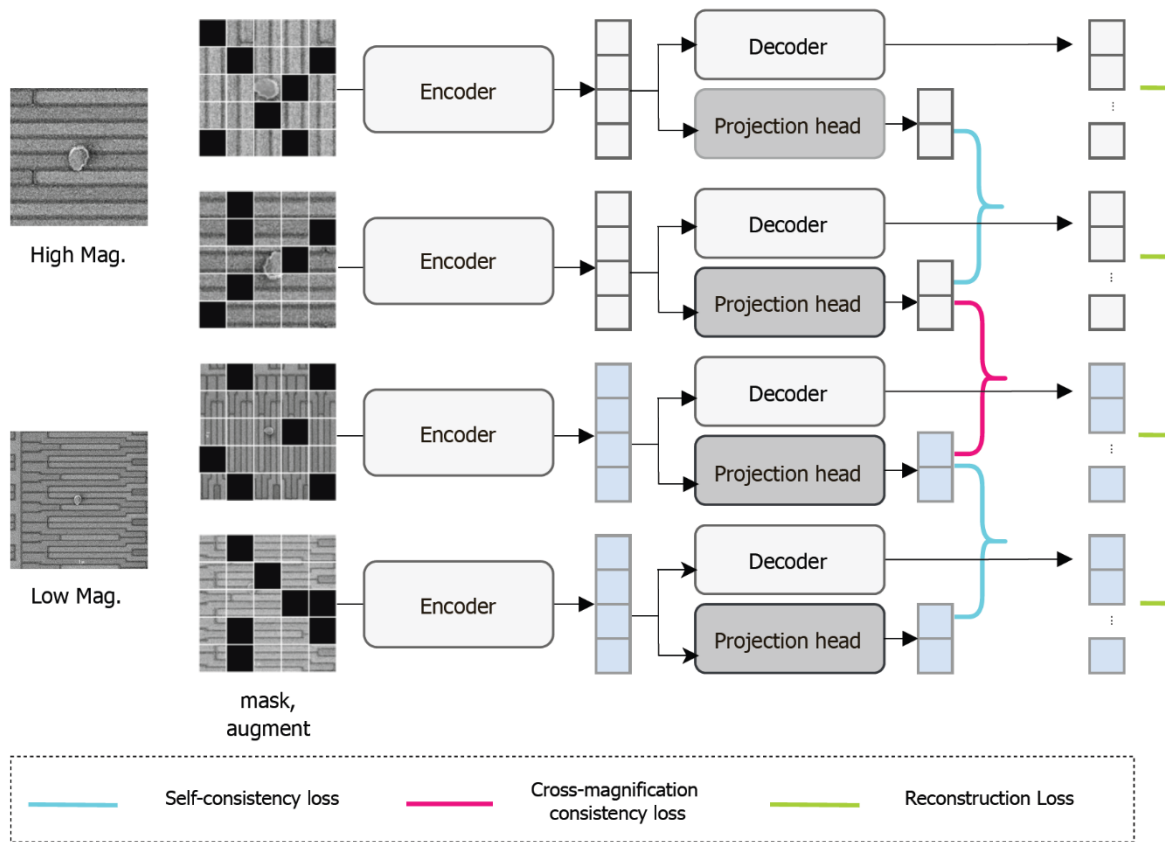 Encoder
Decoder
Projection head
High Mag.
Encoder
Decoder
Projection head
Encoder
Decoder
Projection head
Low Mag.
Encoder
Decoder
Projection head
mask,
augment
Self-consistency loss
Cross-magnification
consistency loss
Reconstruction Loss